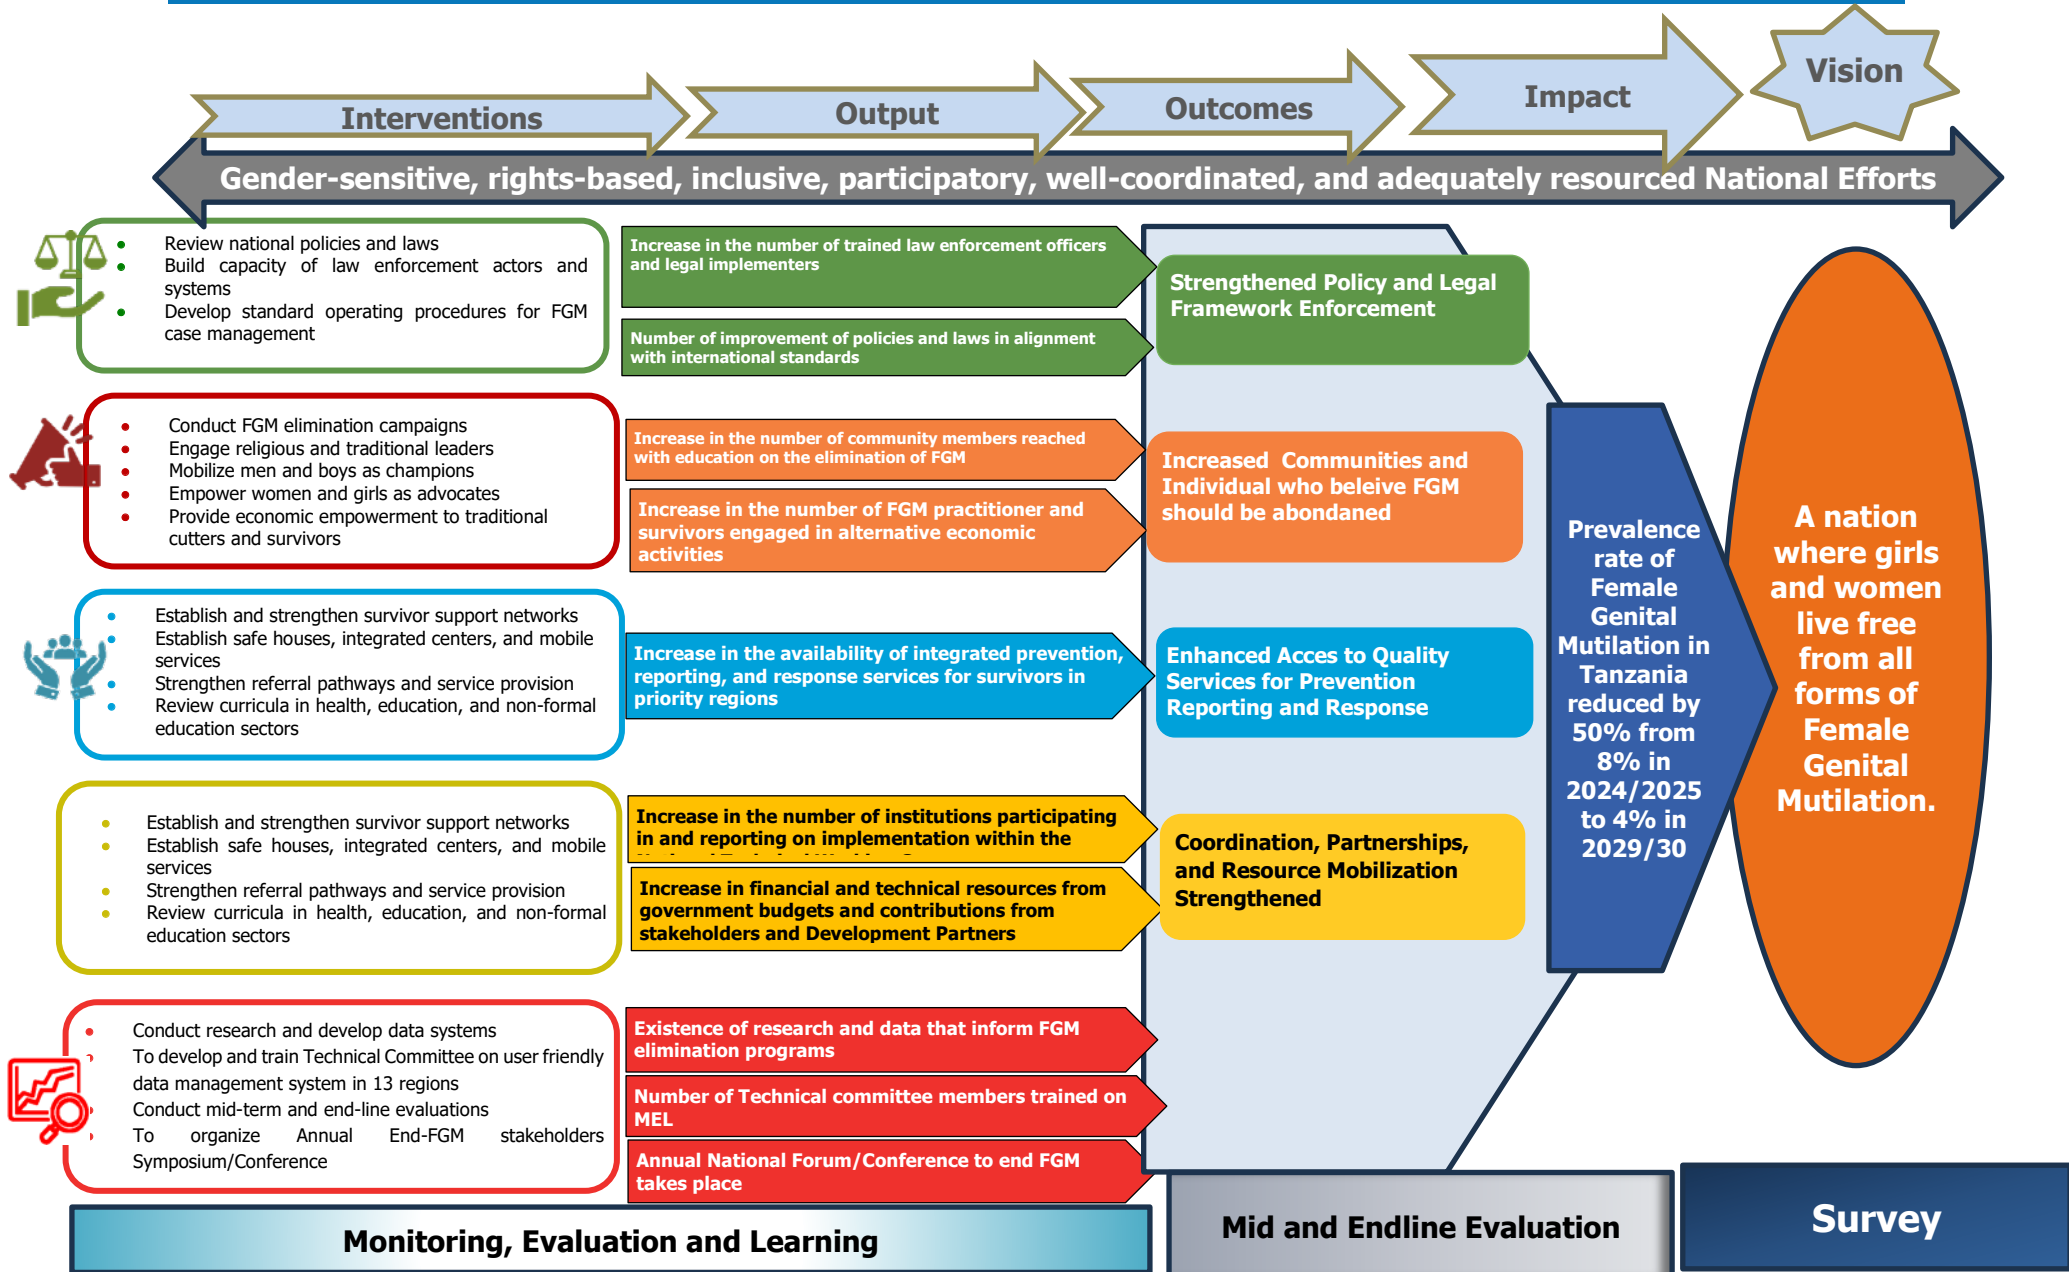 Interventions
Output
Outcomes
Impact
Vision
Gender-sensitive, rights-based, inclusive, participatory, well-coordinated, and adequately resourced National Efforts
Review national policies and laws
Build capacity of law enforcement actors and
systems
Develop standard operating procedures for FGM
case management
Increase in the number of trained law enforcement officers
and legal implementers
Number of improvement of policies and laws in alignment
with international standards
Strengthened Policy and Legal
Framework Enforcement
Conduct FGM elimination campaigns
Engage religious and traditional leaders
Mobilize men and boys as champions
Empower women and girls as advocates
Provide economic empowerment to traditional
cutters and survivors
Increase in the number of community members reached
with education on the elimination of FGM
Increase in the number of FGM practitioner and
survivors engaged in alternative economic
activities
Increased  Communities and
Individual who beleive FGM
should be abondaned
Establish and strengthen survivor support networks
Establish safe houses, integrated centers, and mobile
services
Strengthen referral pathways and service provision
Review curricula in health, education, and non-formal
education sectors
Increase in the availability of integrated prevention,
reporting, and response services for survivors in
priority regions
Enhanced Acces to Quality
Services for Prevention
Reporting and Response
Establish and strengthen survivor support networks
Establish safe houses, integrated centers, and mobile
services
Strengthen referral pathways and service provision
Review curricula in health, education, and non-formal
education sectors
Increase in the number of institutions participating
in and reporting on implementation within the
Increase in financial and technical resources from
government budgets and contributions from
stakeholders and Development Partners
Coordination, Partnerships,
and Resource Mobilization
Strengthened
Conduct research and develop data systems
To develop and train Technical Committee on user friendly
data management system in 13 regions
Conduct mid-term and end-line evaluations
To organize Annual End-FGM stakeholders
Symposium/Conference
Existence of research and data that inform FGM
elimination programs
Number of Technical committee members trained on
MEL
Annual National Forum/Conference to end FGM
takes place
Prevalence
rate of
Female
Genital
Mutilation in
Tanzania
reduced by
50% from
8% in
2024/2025
to 4% in
2029/30
A nation
where girls
and women
live free
from all
forms of
Female
Genital
Mutilation.
Monitoring, Evaluation and Learning
Mid and Endline Evaluation
Survey